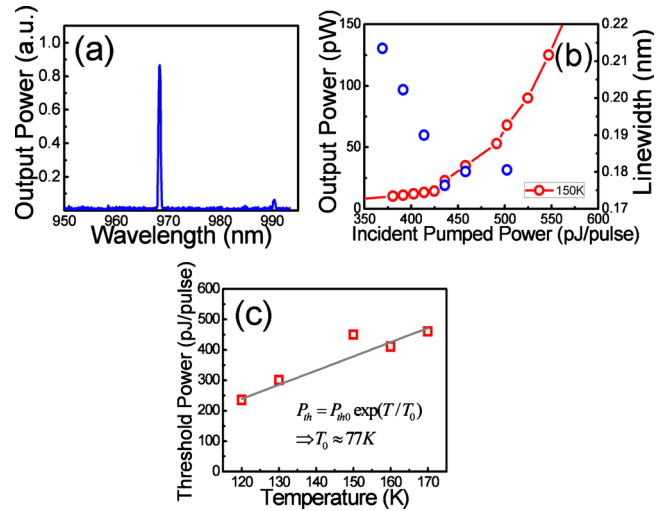 (a)
Output Power (a.u.)
1.0
0.8
0.6
0.4
0.2
950 960 970 980 990
Wavelength (nm)
(b)
Output Power (pW)
150
125
100
75
50
25
0
0.22
0.21
0.20
0.19
0.18
0.17
Linewidth (nm)
150K
350 400 450 500 550 600
Incident Pumped Power (pJ/pulse)
(c)
Threshold Power (pJ/pulse)
600
500
400
300
200
100
0
P_th = P_th0 exp(T/T_0)
⇒T_0 ≈ 77K
120 130 140 150 160 170
Temperature (K)